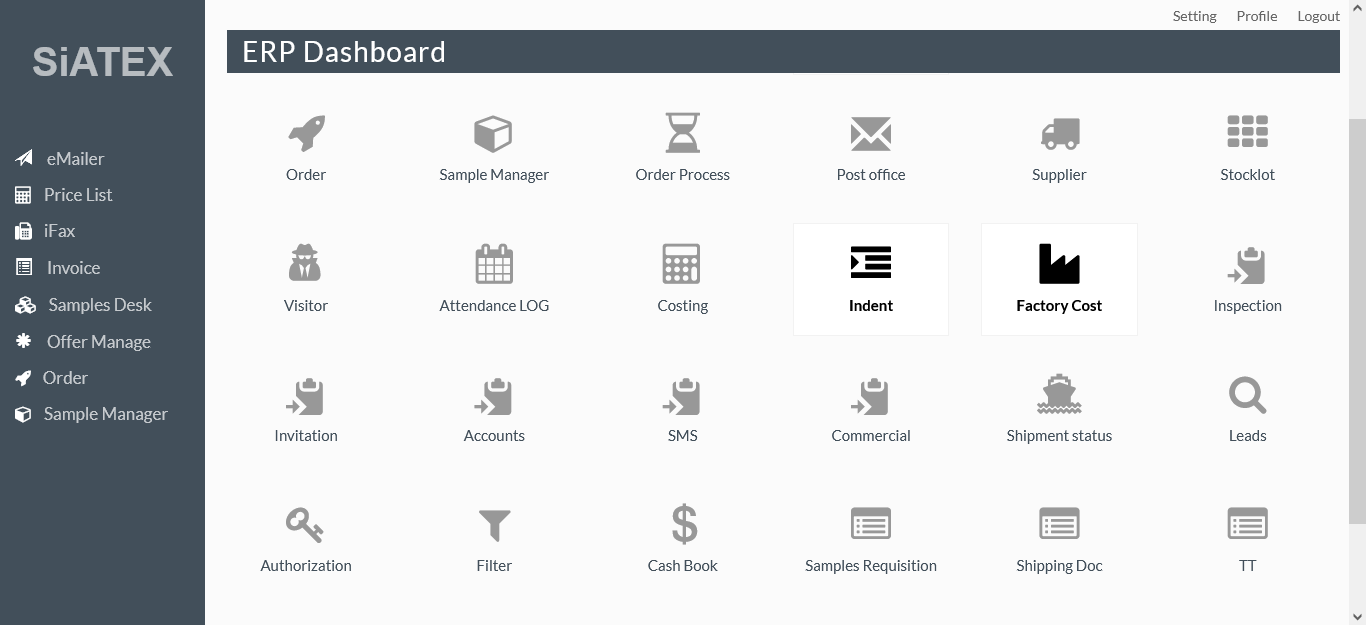 Setting Profile Logout
SiATEX
ERP Dashboard
eMailer
Price List
iFax
Invoice
Samples Desk
Offer Manage
Order
Sample Manager
Order
Sample Manager
Order Process
Post office
Supplier
Stocklot
Visitor
Attendance LOG
Costing
Indent
Factory Cost
Inspection
Invitation
Accounts
SMS
Commercial
Shipment status
Leads
Authorization
Filter
Cash Book
Samples Requisition
Shipping Doc
TT